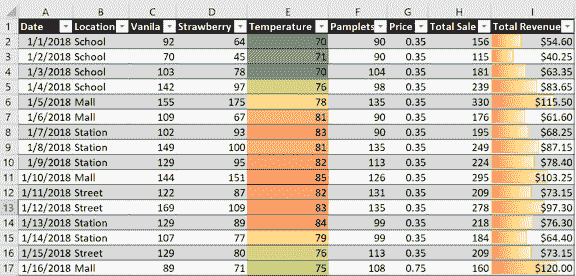 A B C D E F G H I
1 Date Location Vanila Strawberry Temperature Pamplets Price Total Sale Total Revenue
2 1/1/2018 School 92 64 70 90 0.35 156 $54.60
3 1/2/2018 School 70 45 71 90 0.35 115 $40.25
4 1/3/2018 School 103 78 70 104 0.35 181 $63.35
5 1/4/2018 School 142 97 76 98 0.35 239 $83.65
6 1/5/2018 Mall 155 175 78 135 0.35 330 $115.50
7 1/6/2018 Mall 109 67 81 90 0.35 176 $61.60
8 1/7/2018 Station 102 93 83 90 0.35 195 $68.25
9 1/8/2018 Station 149 100 81 135 0.35 249 $87.15
10 1/9/2018 Station 129 95 82 113 0.35 224 $78.40
11 1/10/2018 Mall 144 151 85 126 0.35 295 $103.25
12 1/11/2018 Street 122 87 82 131 0.35 209 $73.15
13 1/12/2018 Street 169 109 83 135 0.35 278 $97.30
14 1/13/2018 Station 129 89 84 99 0.35 218 $76.30
15 1/14/2018 Station 107 77 79 99 0.35 184 $64.40
16 1/15/2018 Street 129 80 76 113 0.35 209 $73.15
17 1/16/2018 Mall 89 71 75 108 0.75 160 $120.00